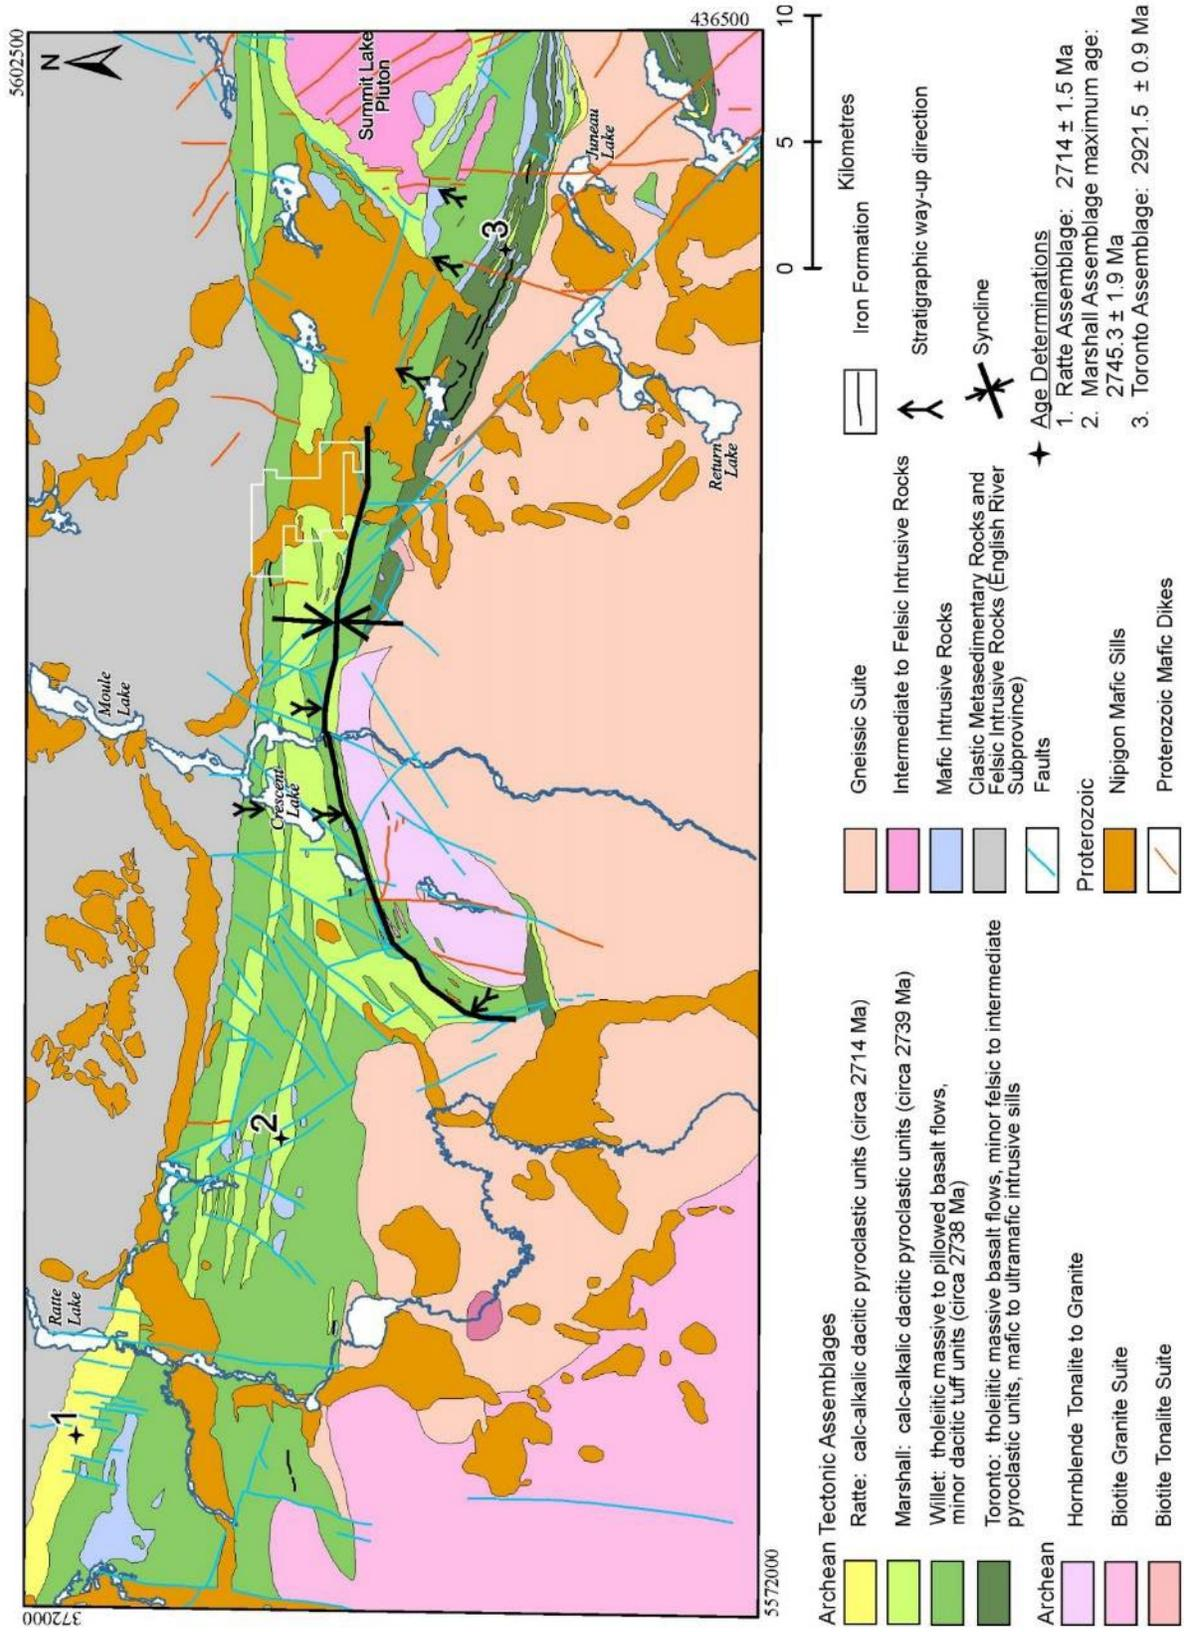 5602500
436500
372000
5572000
N
Ratte
Lake
1
2
3
Moule
Lake
Crescent
Lake
Summit Lake
Pluton
Juneau
Lake
Return
Lake
Archean Tectonic Assemblages
Ratte: calc-alkalic dacitic pyroclastic units (circa 2714 Ma)
Marshall: calc-alkalic dacitic pyroclastic units (circa 2739 Ma)
Willet: tholeiitic massive to pillowed basalt flows,
minor dacitic tuff units (circa 2738 Ma)
Toronto: tholeiitic massive basalt flows, minor felsic to intermediate
pyroclastic units, mafic to ultramafic intrusive sills
Archean
Hornblende Tonalite to Granite
Biotite Granite Suite
Biotite Tonalite Suite
Gneissic Suite
Intermediate to Felsic Intrusive Rocks
Mafic Intrusive Rocks
Clastic Metasedimentary Rocks and
Felsic Intrusive Rocks (English River
Subprovince)
Faults
Proterozoic
Nipigon Mafic Sills
Proterozoic Mafic Dikes
Iron Formation
Stratigraphic way-up direction
Syncline
Age Determinations
1. Ratte Assemblage: 2714 ± 1.5 Ma
2. Marshall Assemblage maximum age:
2745.3 ± 1.9 Ma
3. Toronto Assemblage: 2921.5 ± 0.9 Ma
0 5 10
Kilometres